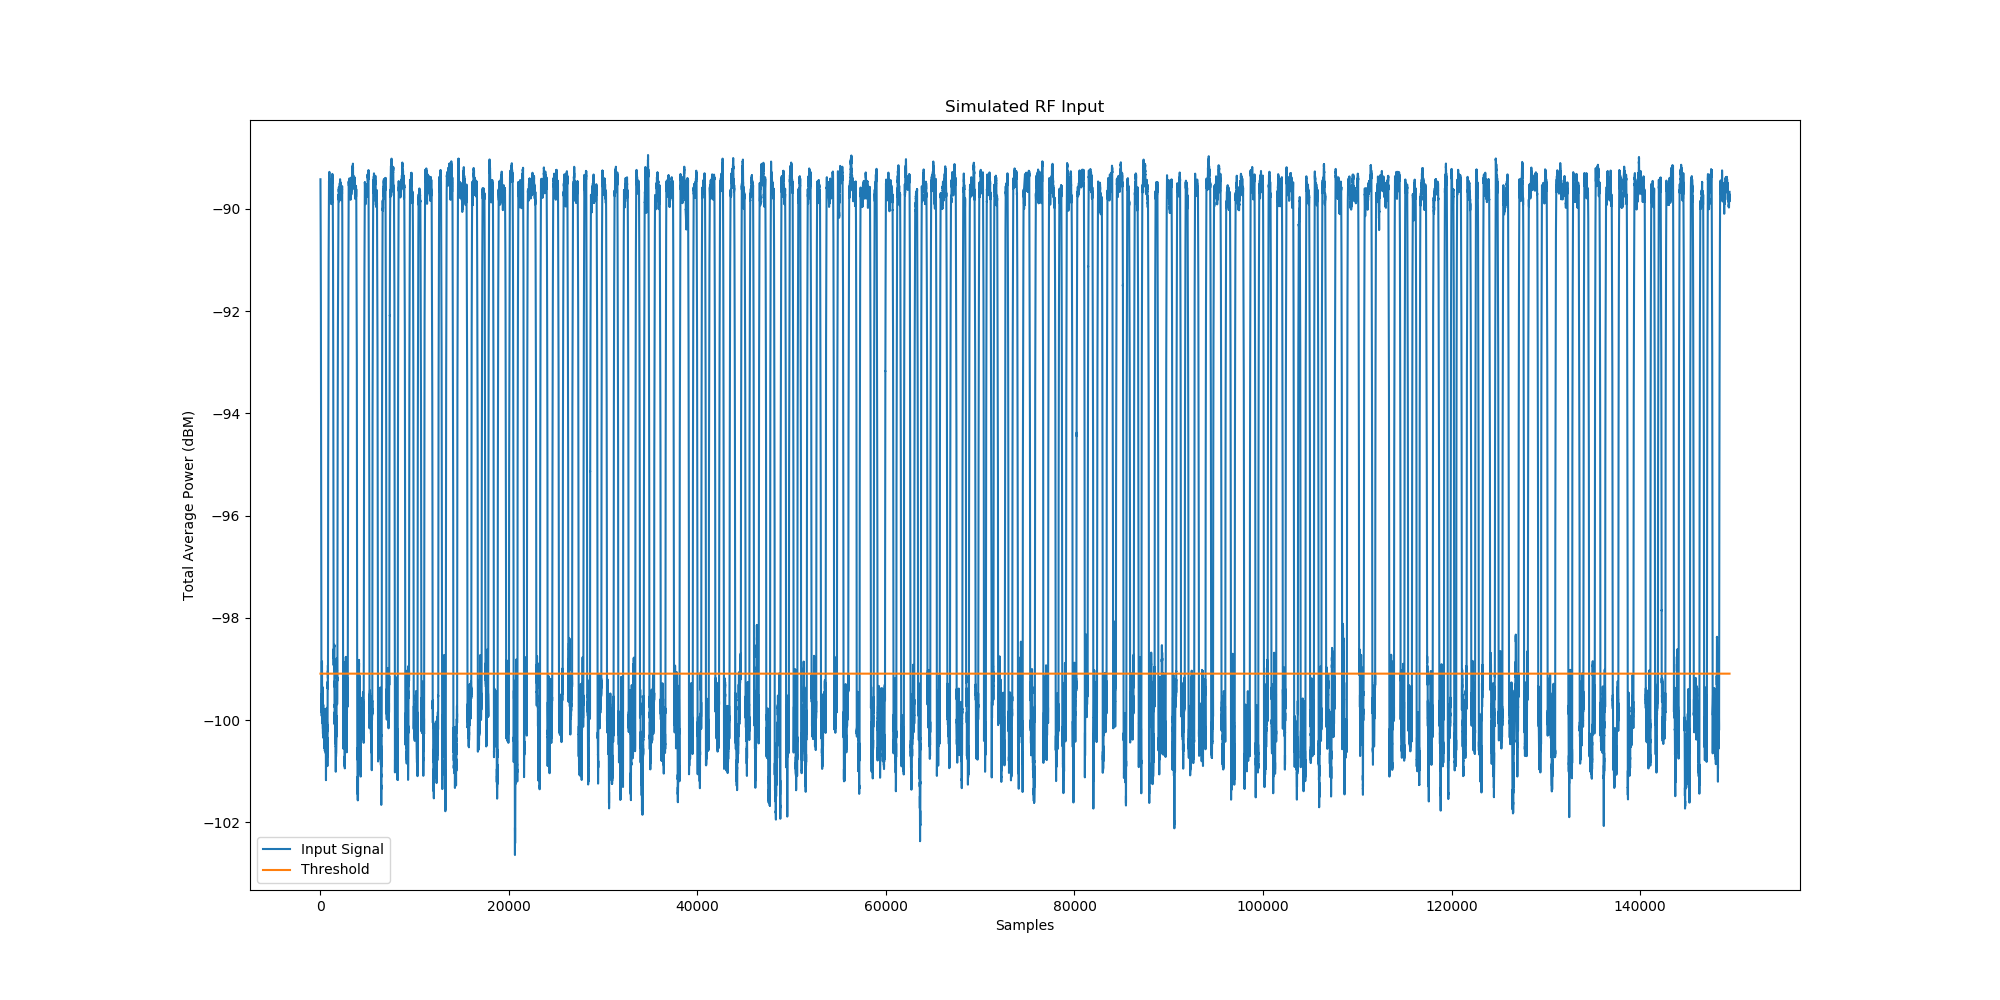 Simulated RF Input
Total Average Power (dBM)
−90
−92
−94
−96
−98
−100
−102
Input Signal
Threshold
0 20000 40000 60000 80000 100000 120000 140000
Samples